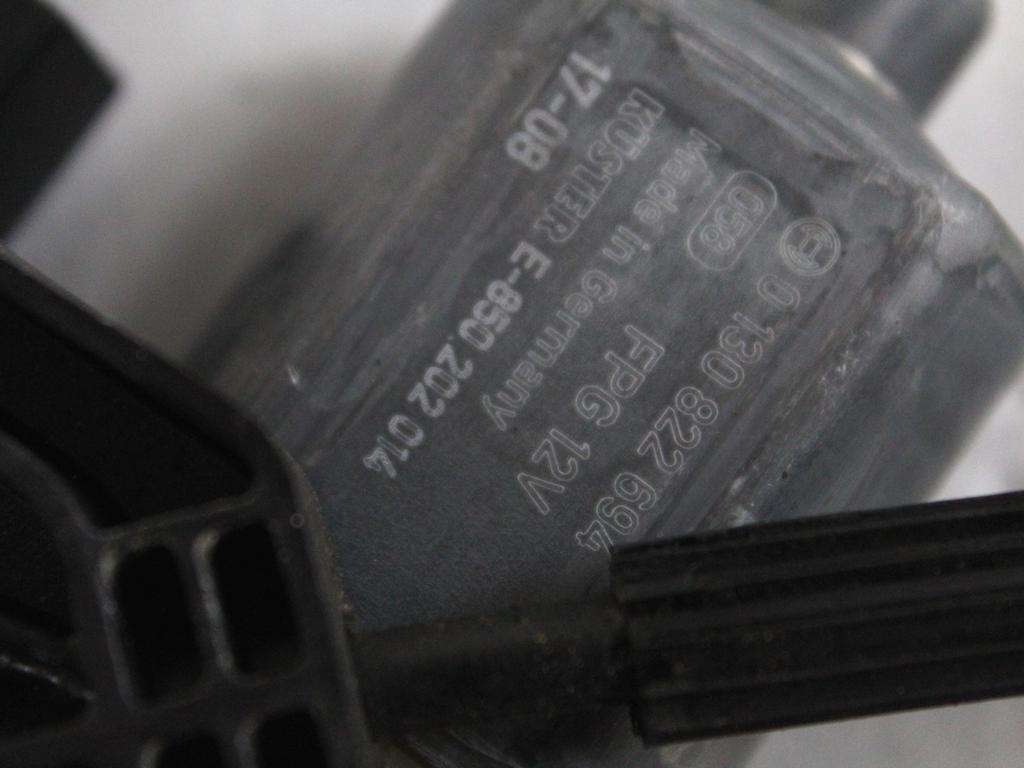 0 130 822 694
058 FPG 12V
Made in Germany
KÜSTER E-850.202 014
17-08